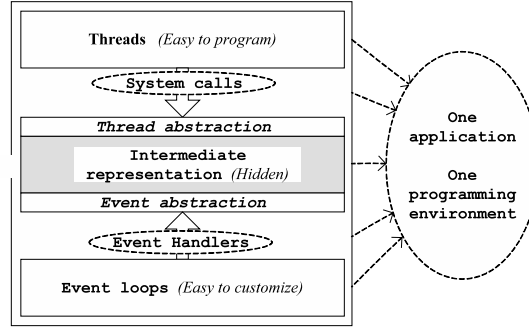 Threads (Easy to program)
System calls
Thread abstraction
Intermediate
representation (Hidden)
Event abstraction
Event Handlers
Event loops (Easy to customize)
One
application
One
programming
environment